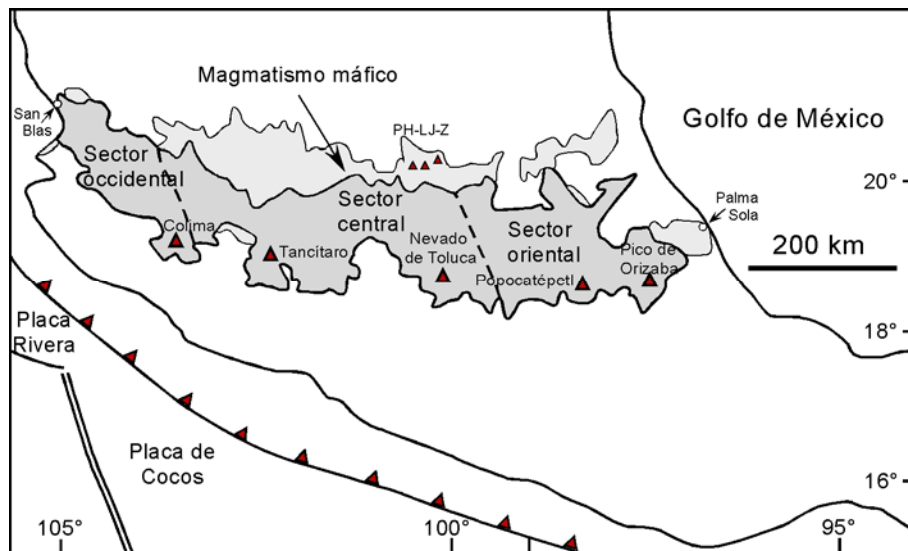 Magmatismo máfico
San
Blas
PH-LJ-Z
Golfo de México
Sector
occidental
20°
Palma
Sola
Sector
central
Sector
oriental
200 km
Colima
Tancítaro
Nevado
de Toluca
Pico de
Orizaba
Popocatépetl
Placa
Rivera
18°
Placa de
Cocos
16°
105°
100°
95°